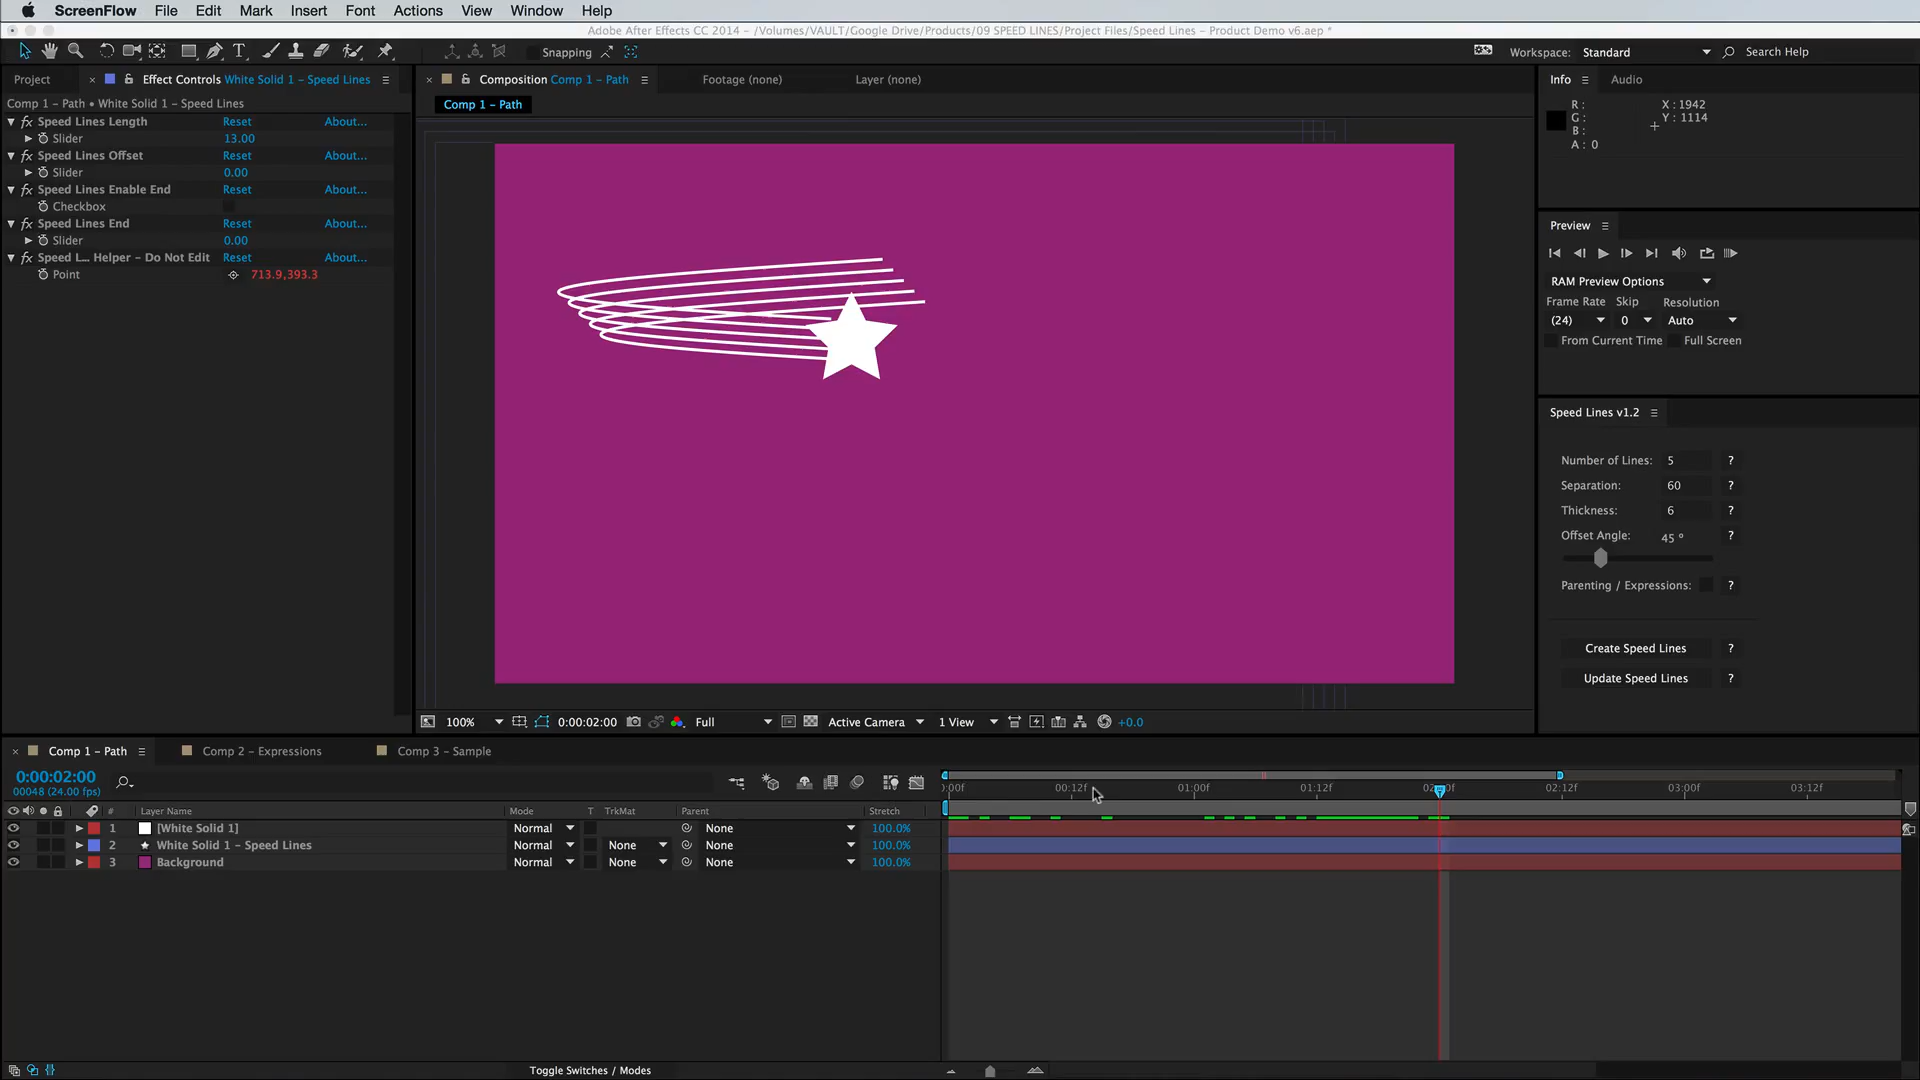 ScreenFlow File Edit Mark Insert Font Actions View Window Help
Adobe After Effects CC 2014 – /Volumes/VAULT/Google Drive/Products/09 SPEED LINES/Project Files/Speed Lines – Product Demo v6.aep *
Snapping Workspace: Standard Search Help
Project × Effect Controls White Solid 1 – Speed Lines
Comp 1 – Path • White Solid 1 – Speed Lines
fx Speed Lines Length Reset About...
Slider 13.00
fx Speed Lines Offset Reset About...
Slider 0.00
fx Speed Lines Enable End Reset About...
Checkbox
fx Speed Lines End Reset About...
Slider 0.00
fx Speed L... Helper – Do Not Edit Reset About...
Point 713.9,393.3
× Composition Comp 1 – Path Footage (none) Layer (none)
Comp 1 – Path
100% 0:00:02:00 Full Active Camera 1 View +0.0
Info Audio
R: X : 1942
G: Y : 1114
B:
A: 0
Preview
RAM Preview Options
Frame Rate Skip Resolution
(24) 0 Auto
From Current Time Full Screen
Speed Lines v1.2
Number of Lines: 5 ?
Separation: 60 ?
Thickness: 6 ?
Offset Angle: 45 º ?
Parenting / Expressions: ?
Create Speed Lines ?
Update Speed Lines ?
× Comp 1 – Path Comp 2 – Expressions Comp 3 – Sample
0:00:02:00
00048 (24.00 fps)
# Layer Name Mode T TrkMat Parent Stretch
1 [White Solid 1] Normal None 100.0%
2 White Solid 1 – Speed Lines Normal None None 100.0%
3 Background Normal None None 100.0%
00:12f 01:00f 01:12f 02:12f 03:00f 03:12f
Toggle Switches / Modes